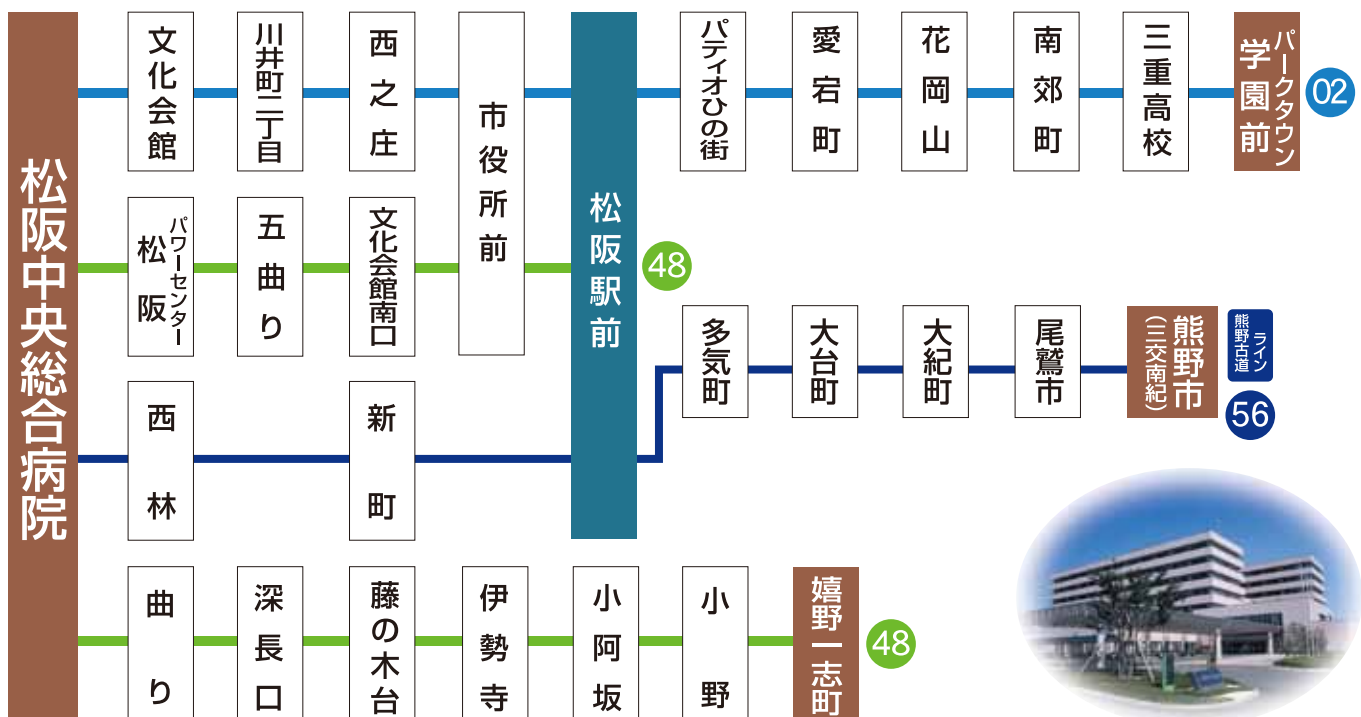 松阪中央総合病院
文化会館
川井町二丁目
西之庄
市役所前
松阪駅前
パティオひの街
愛宕町
花岡山
南郊町
三重高校
パークタウン
学園前
02
パワーセンター
松阪
五曲り
文化会館南口
48
西林
新町
多気町
大台町
大紀町
尾鷲市
熊野市
(三交南紀)
熊野古道
ライン
56
曲り
深長口
藤の木台
伊勢寺
小阿坂
小野
嬉野一志町
48